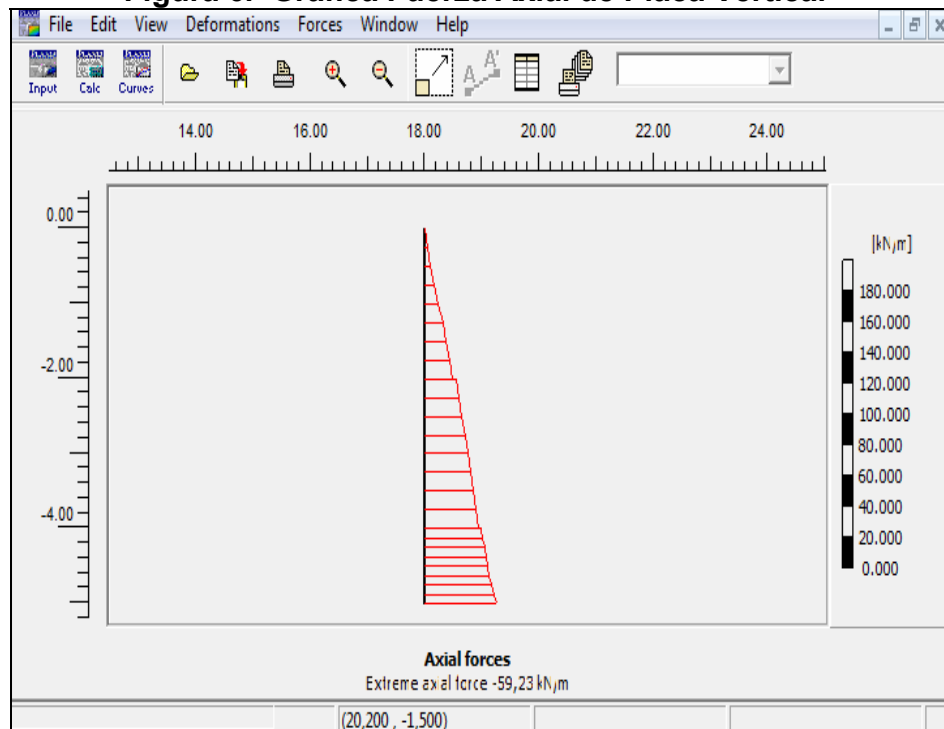 File Edit View Deformations Forces Window Help
Input Calc Curves
14.00 16.00 18.00 20.00 22.00 24.00
0.00
-2.00
-4.00
[kN/m]
180.000
160.000
140.000
120.000
100.000
80.000
60.000
40.000
20.000
0.000
Axial forces
Extreme axial force -59,23 kN/m
(20,200 , -1,500)